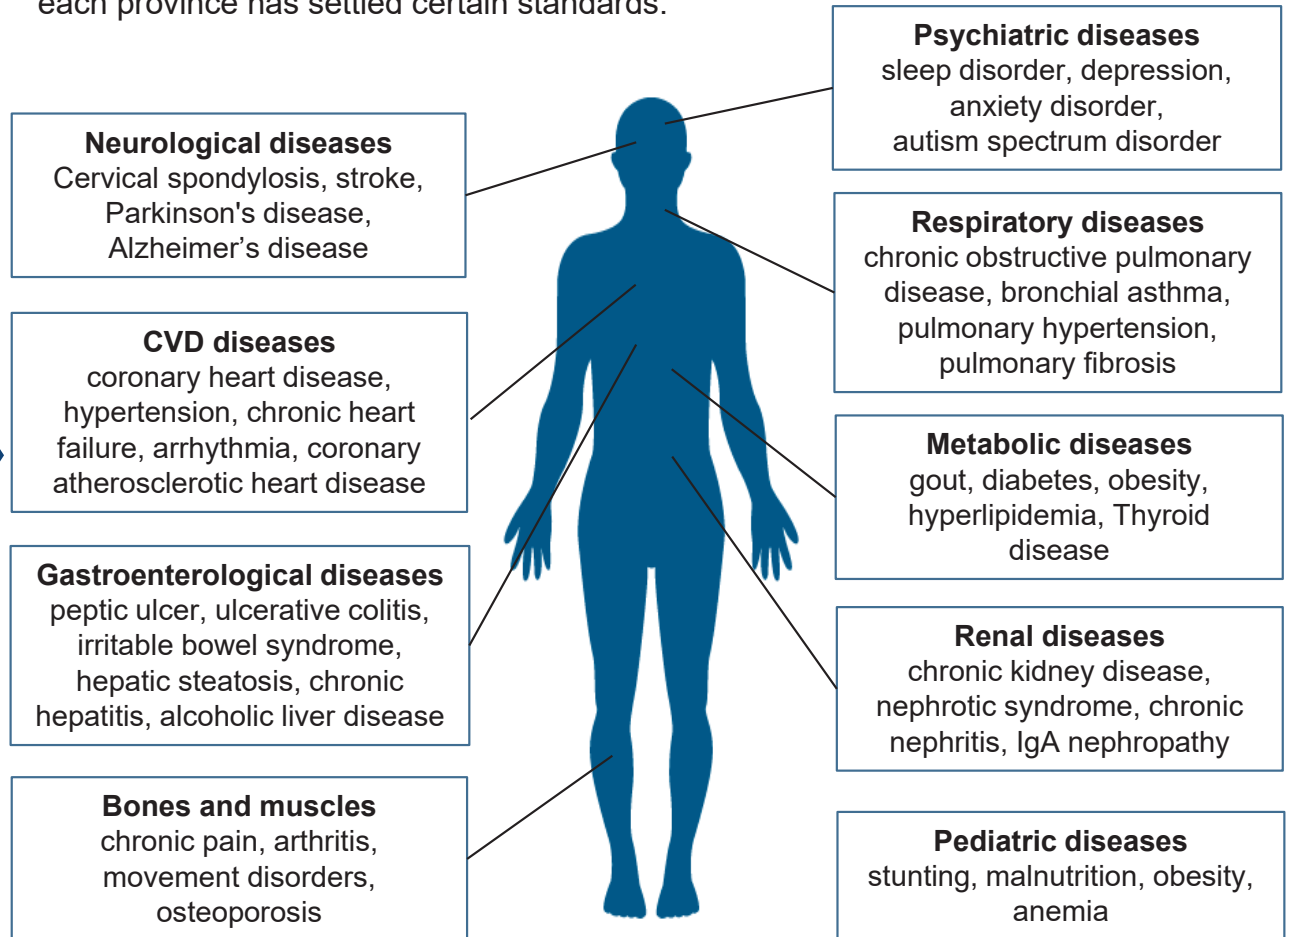 each province has settled certain standards.
Neurological diseases
Cervical spondylosis, stroke,
Parkinson's disease,
Alzheimer’s disease
CVD diseases
coronary heart disease,
hypertension, chronic heart
failure, arrhythmia, coronary
atherosclerotic heart disease
Gastroenterological diseases
peptic ulcer, ulcerative colitis,
irritable bowel syndrome,
hepatic steatosis, chronic
hepatitis, alcoholic liver disease
Bones and muscles
chronic pain, arthritis,
movement disorders,
osteoporosis
Psychiatric diseases
sleep disorder, depression,
anxiety disorder,
autism spectrum disorder
Respiratory diseases
chronic obstructive pulmonary
disease, bronchial asthma,
pulmonary hypertension,
pulmonary fibrosis
Metabolic diseases
gout, diabetes, obesity,
hyperlipidemia, Thyroid
disease
Renal diseases
chronic kidney disease,
nephrotic syndrome, chronic
nephritis, IgA nephropathy
Pediatric diseases
stunting, malnutrition, obesity,
anemia